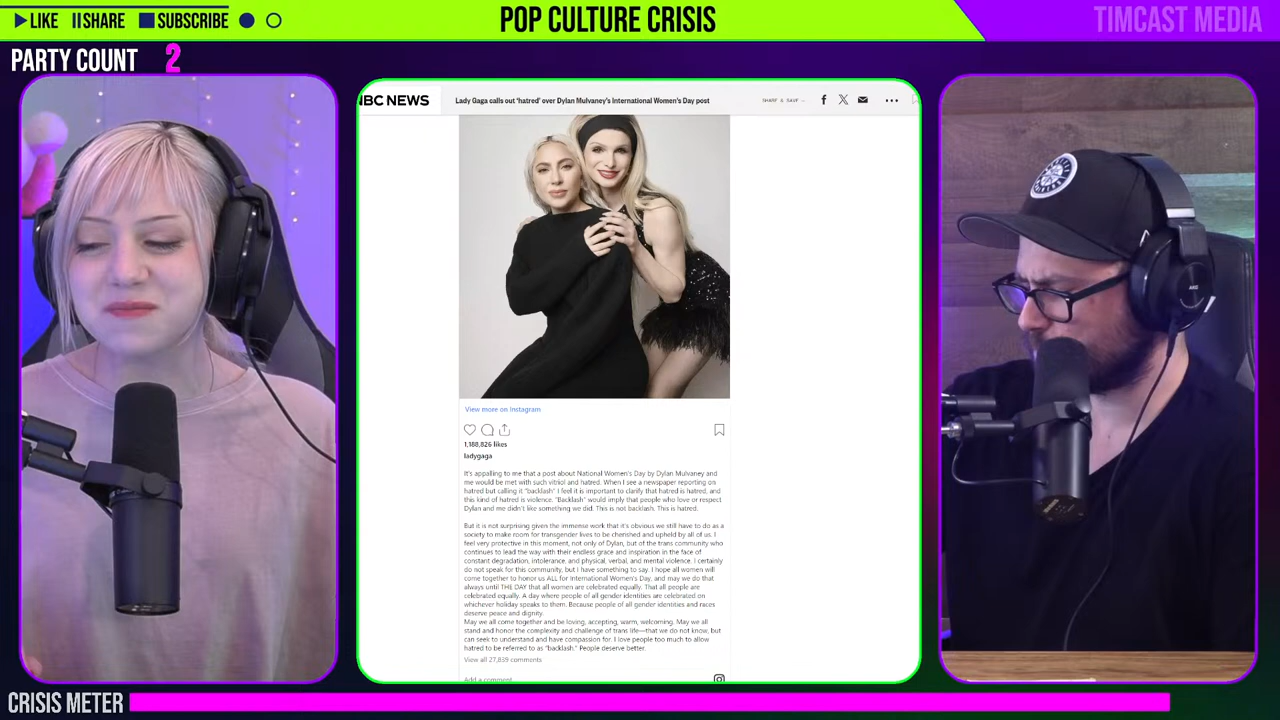 LIKE SHARE SUBSCRIBE
POP CULTURE CRISIS
TIMCAST MEDIA
PARTY COUNT 2
NBC NEWS
Lady Gaga calls out 'hatred' over Dylan Mulvaney's International Women's Day post
SHARE & SAVE
View more on Instagram
1,188,826 likes
ladygaga
It's appalling to me that a post about National Women's Day by Dylan Mulvaney and
me would be met with such vitriol and hatred. When I see a newspaper reporting on
hatred but calling it "backlash" I feel it is important to clarify that hatred is hatred, and
this kind of hatred is violence. "Backlash" would imply that people who love or respect
Dylan and me didn't like something we did. This is not backlash. This is hatred.
But it is not surprising given the immense work that it's obvious we still have to do as a
society to make room for transgender lives to be cherished and upheld by all of us. I
feel very protective in this moment, not only of Dylan, but of the trans community who
continues to lead the way with their endless grace and inspiration in the face of
constant degradation, intolerance, and physical, verbal, and mental violence. I certainly
do not speak for this community, but I have something to say. I hope all women will
come together to honor us ALL for International Women's Day, and may we do that
always until THE DAY that all women are celebrated equally. That all people are
celebrated equally. A day where people of all gender identities are celebrated on
whichever holiday speaks to them. Because people of all gender identities and races
deserve peace and dignity.
May we all come together and be loving, accepting, warm, welcoming. May we all
stand and honor the complexity and challenge of trans life—that we do not know, but
can seek to understand and have compassion for. I love people too much to allow
hatred to be referred to as "backlash." People deserve better.
View all 27,839 comments
Add a comment
CRISIS METER